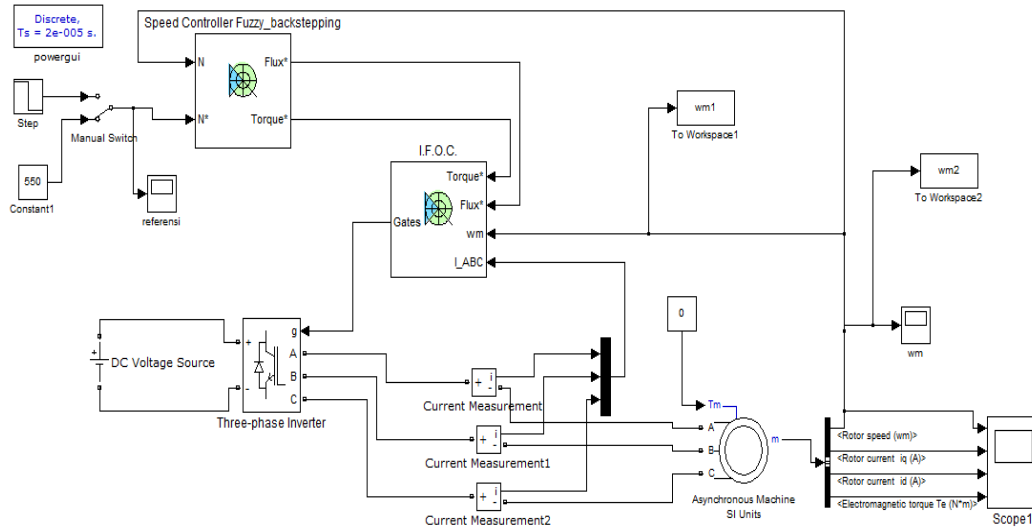 Discrete,
Ts = 2e-005 s.
powergui
Speed Controller Fuzzy_backstepping
N
Flux*
N*
Torque*
Step
Manual Switch
550
Constant1
referensi
wm1
To Workspace1
wm2
To Workspace2
I.F.O.C.
Torque*
Flux*
Gates
wm
I_ABC
DC Voltage Source
+
+
-
g
A
B
C
Three-phase Inverter
+
i
-
Current Measurement
+
i
-
Current Measurement1
+
i
-
Current Measurement2
0
Tm
A
B
C
m
Asynchronous Machine
SI Units
wm
<Rotor speed (wm)>
<Rotor current iq (A)>
<Rotor current id (A)>
<Electromagnetic torque Te (N*m)>
Scope1